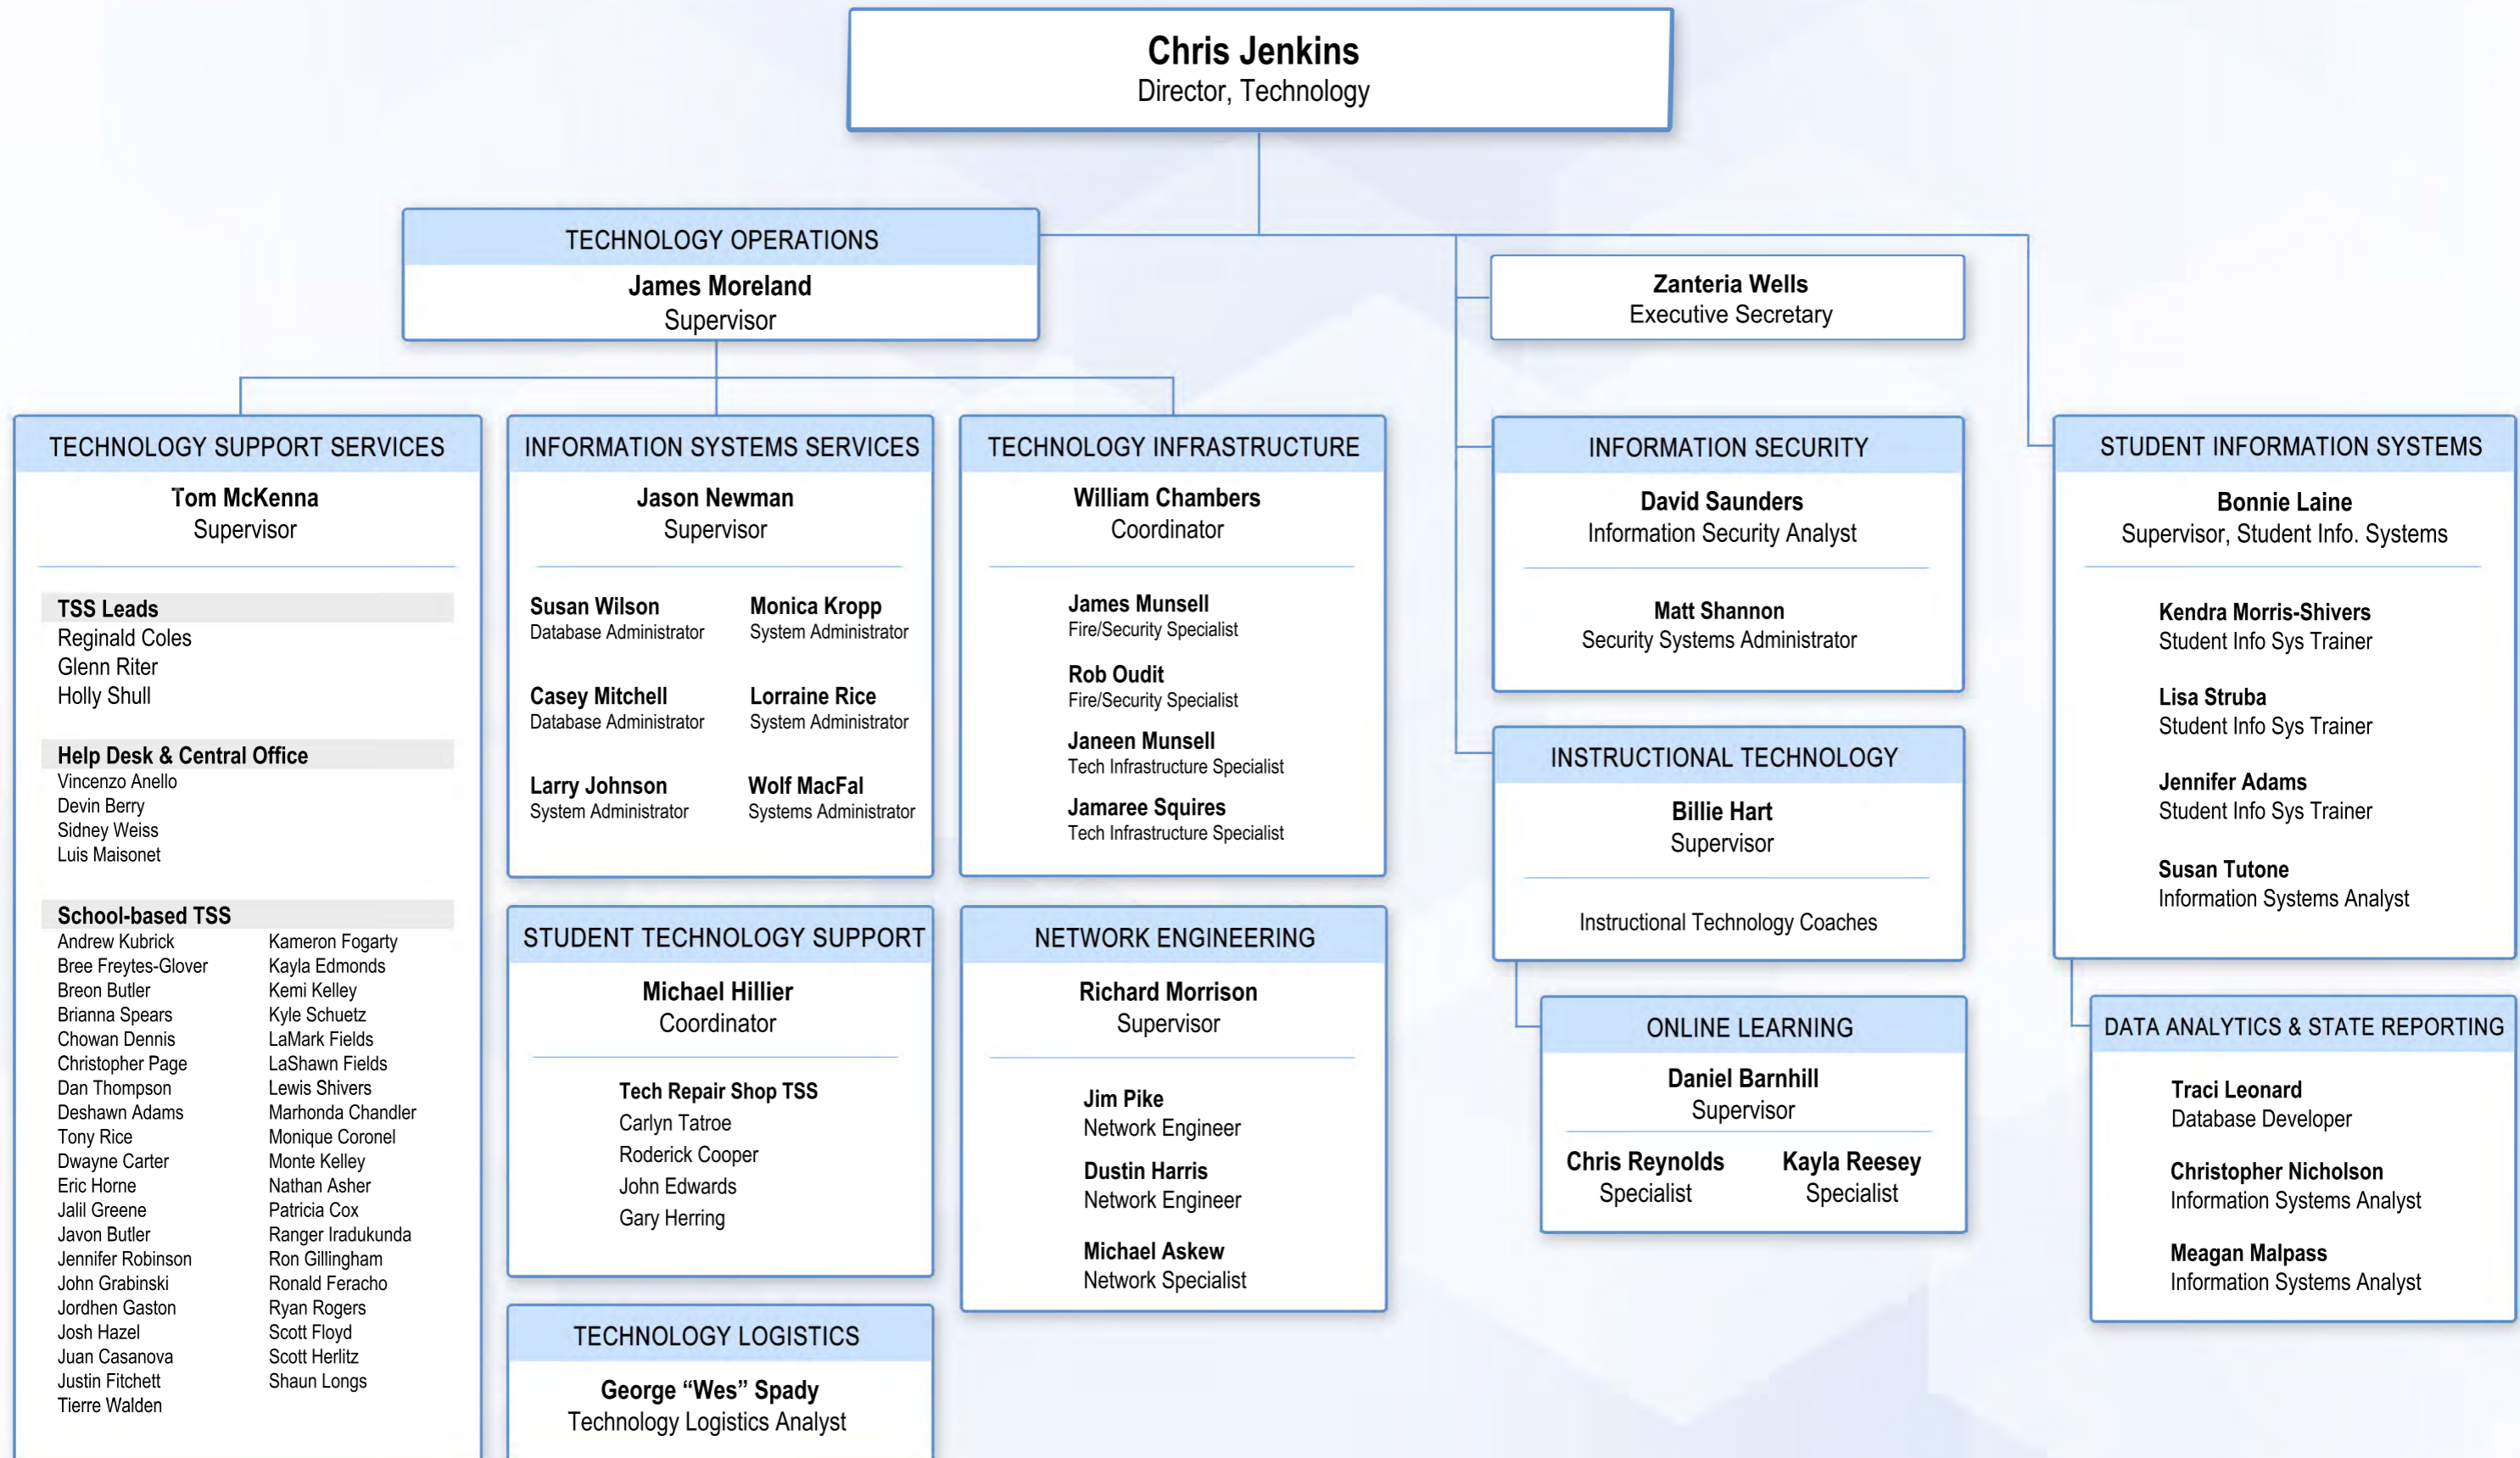 Chris Jenkins
Director, Technology
TECHNOLOGY OPERATIONS
James Moreland
Supervisor
Zanteria Wells
Executive Secretary
TECHNOLOGY SUPPORT SERVICES
Tom McKenna
Supervisor
TSS Leads
Reginald Coles
Glenn Riter
Holly Shull
Help Desk & Central Office
Vincenzo Anello
Devin Berry
Sidney Weiss
Luis Maisonet
School-based TSS
Andrew Kubrick
Bree Freytes-Glover
Breon Butler
Brianna Spears
Chowan Dennis
Christopher Page
Dan Thompson
Deshawn Adams
Tony Rice
Dwayne Carter
Eric Horne
Jalil Greene
Javon Butler
Jennifer Robinson
John Grabinski
Jordhen Gaston
Josh Hazel
Juan Casanova
Justin Fitchett
Tierre Walden
Kameron Fogarty
Kayla Edmonds
Kemi Kelley
Kyle Schuetz
LaMark Fields
LaShawn Fields
Lewis Shivers
Marhonda Chandler
Monique Coronel
Monte Kelley
Nathan Asher
Patricia Cox
Ranger Iradukunda
Ron Gillingham
Ronald Feracho
Ryan Rogers
Scott Floyd
Scott Herlitz
Shaun Longs
INFORMATION SYSTEMS SERVICES
Jason Newman
Supervisor
Susan Wilson
Database Administrator
Monica Kropp
System Administrator
Casey Mitchell
Database Administrator
Lorraine Rice
System Administrator
Larry Johnson
System Administrator
Wolf MacFal
Systems Administrator
STUDENT TECHNOLOGY SUPPORT
Michael Hillier
Coordinator
Tech Repair Shop TSS
Carlyn Tatroe
Roderick Cooper
John Edwards
Gary Herring
TECHNOLOGY LOGISTICS
George “Wes” Spady
Technology Logistics Analyst
TECHNOLOGY INFRASTRUCTURE
William Chambers
Coordinator
James Munsell
Fire/Security Specialist
Rob Oudit
Fire/Security Specialist
Janeen Munsell
Tech Infrastructure Specialist
Jamaree Squires
Tech Infrastructure Specialist
NETWORK ENGINEERING
Richard Morrison
Supervisor
Jim Pike
Network Engineer
Dustin Harris
Network Engineer
Michael Askew
Network Specialist
INFORMATION SECURITY
David Saunders
Information Security Analyst
Matt Shannon
Security Systems Administrator
INSTRUCTIONAL TECHNOLOGY
Billie Hart
Supervisor
Instructional Technology Coaches
ONLINE LEARNING
Daniel Barnhill
Supervisor
Chris Reynolds
Specialist
Kayla Reesey
Specialist
STUDENT INFORMATION SYSTEMS
Bonnie Laine
Supervisor, Student Info. Systems
Kendra Morris-Shivers
Student Info Sys Trainer
Lisa Struba
Student Info Sys Trainer
Jennifer Adams
Student Info Sys Trainer
Susan Tutone
Information Systems Analyst
DATA ANALYTICS & STATE REPORTING
Traci Leonard
Database Developer
Christopher Nicholson
Information Systems Analyst
Meagan Malpass
Information Systems Analyst